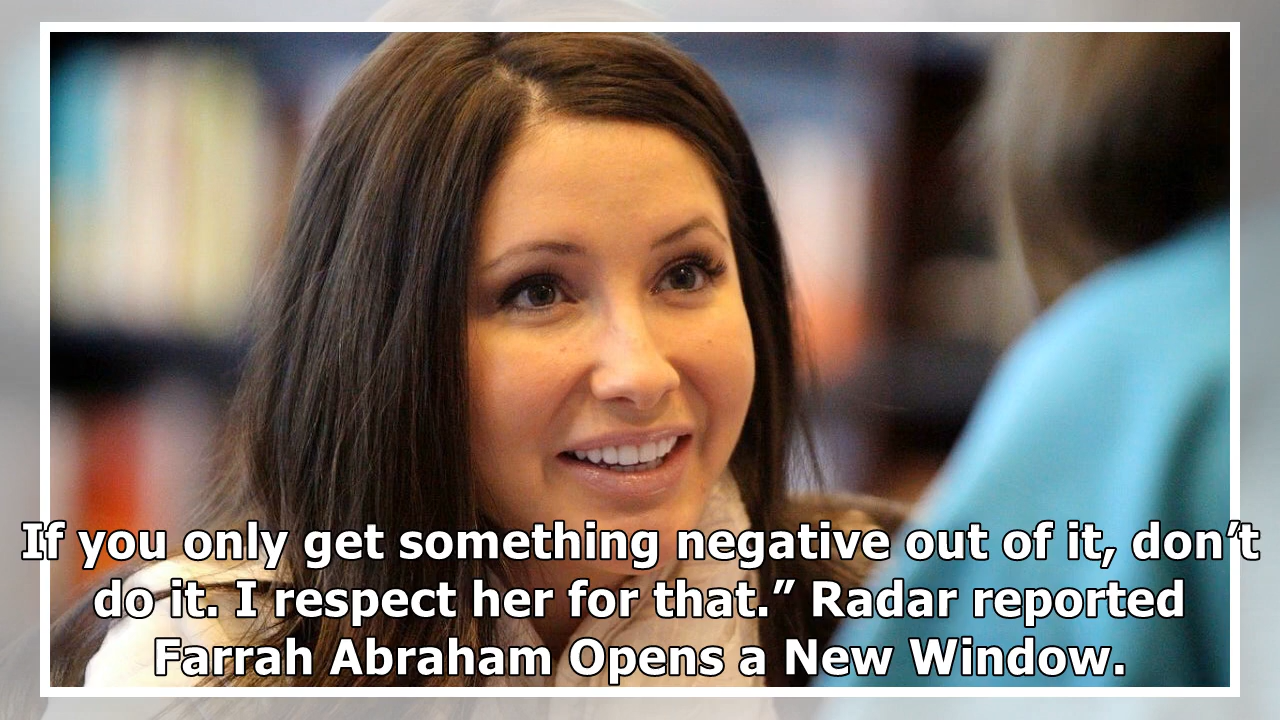 If you only get something negative out of it, don’t
do it. I respect her for that.” Radar reported
Farrah Abraham Opens a New Window.